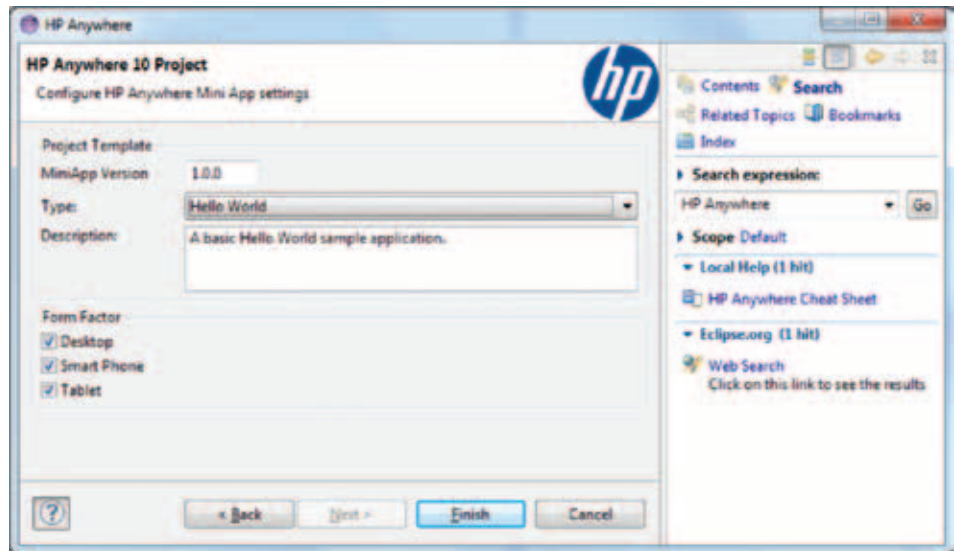 HP Anywhere
HP Anywhere 10 Project
Configure HP Anywhere Mini App settings
hp
Project Template
MiniApp Version 1.0.0
Type: Hello World
Description: A basic Hello World sample application.
Form Factor
Desktop
Smart Phone
Tablet
?
< Back
Next >
Finish
Cancel
Contents Search
Related Topics Bookmarks
Index
Search expression:
HP Anywhere Go
Scope Default
Local Help (1 hit)
HP Anywhere Cheat Sheet
Eclipse.org (1 hit)
Web Search
Click on this link to see the results